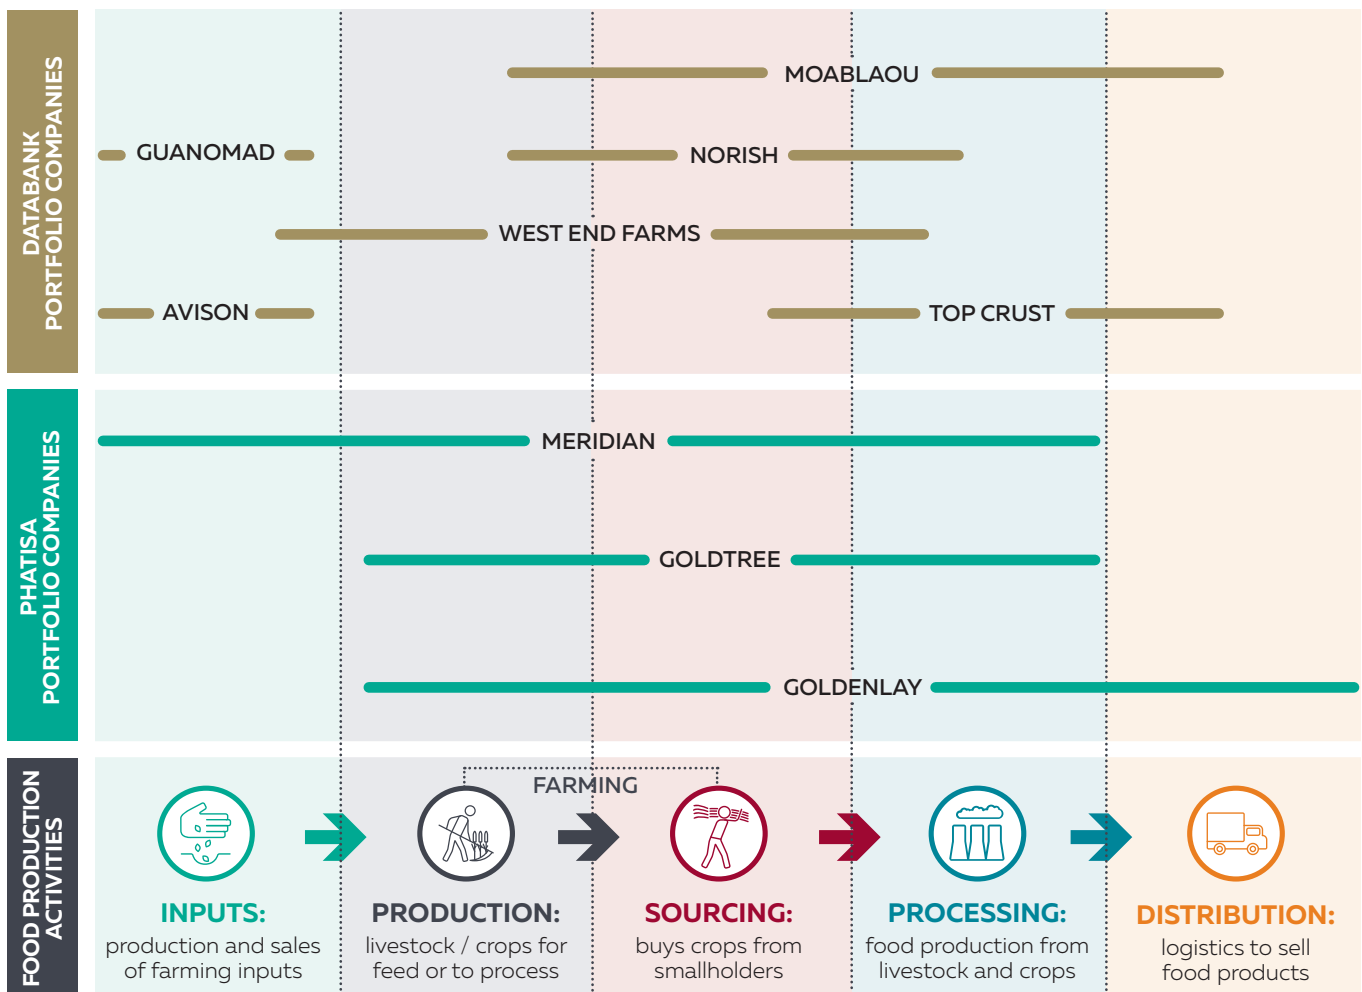 DATABANK
PORTFOLIO COMPANIES
MOABLAOU
GUANOMAD
NORISH
WEST END FARMS
AVISON
TOP CRUST
PHATISA
PORTFOLIO COMPANIES
MERIDIAN
GOLDTREE
GOLDENLAY
FOOD PRODUCTION
ACTIVITIES
FARMING
INPUTS:
production and sales
of farming inputs
PRODUCTION:
livestock / crops for
feed or to process
SOURCING:
buys crops from
smallholders
PROCESSING:
food production from
livestock and crops
DISTRIBUTION:
logistics to sell
food products